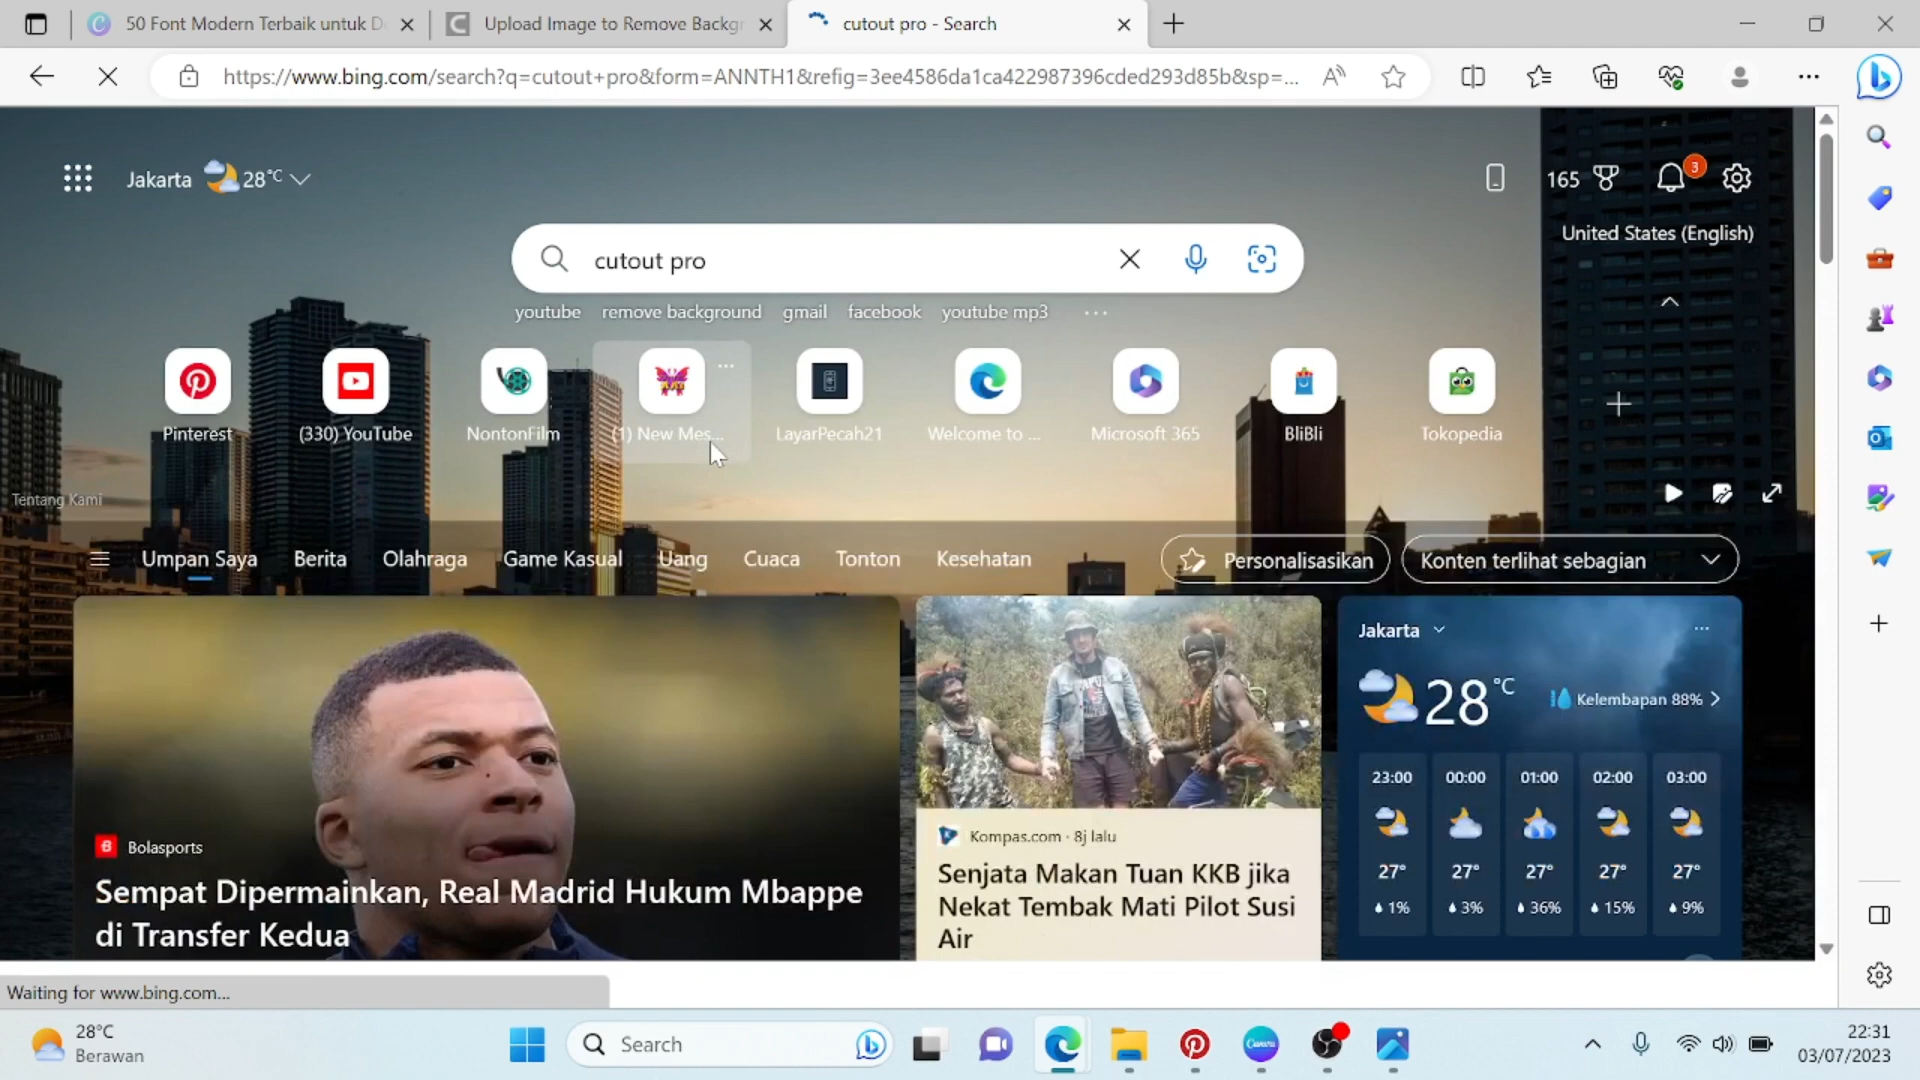 50 Font Modern Terbaik untuk D
Upload Image to Remove Backgr
cutout pro - Search
https://www.bing.com/search?q=cutout+pro&form=ANNTH1&refig=3ee4586da1ca422987396cded293d85b&sp=...
Jakarta 28°C
165
3
United States (English)
cutout pro
youtube remove background gmail facebook youtube mp3 ...
Pinterest
(330) YouTube
NontonFilm
(1) New Mes...
LayarPecah21
Welcome to ...
Microsoft 365
BliBli
Tokopedia
Tentang Kami
Umpan Saya Berita Olahraga Game Kasual Uang Cuaca Tonton Kesehatan
Personalisasikan
Konten terlihat sebagian
Bolasports
Sempat Dipermainkan, Real Madrid Hukum Mbappe
di Transfer Kedua
Kompas.com · 8j lalu
Senjata Makan Tuan KKB jika
Nekat Tembak Mati Pilot Susi
Air
Jakarta
28°C
Kelembapan 88%
23:00 00:00 01:00 02:00 03:00
27° 27° 27° 27° 27°
1% 3% 36% 15% 9%
Waiting for www.bing.com...
28°C
Berawan
Search
Canva
22:31
03/07/2023